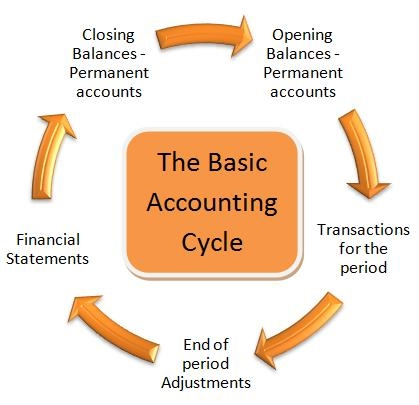 The Basic
Accounting
Cycle
Opening
Balances -
Permanent
accounts
Transactions
for the
period
End of
period
Adjustments
Financial
Statements
Closing
Balances -
Permanent
accounts